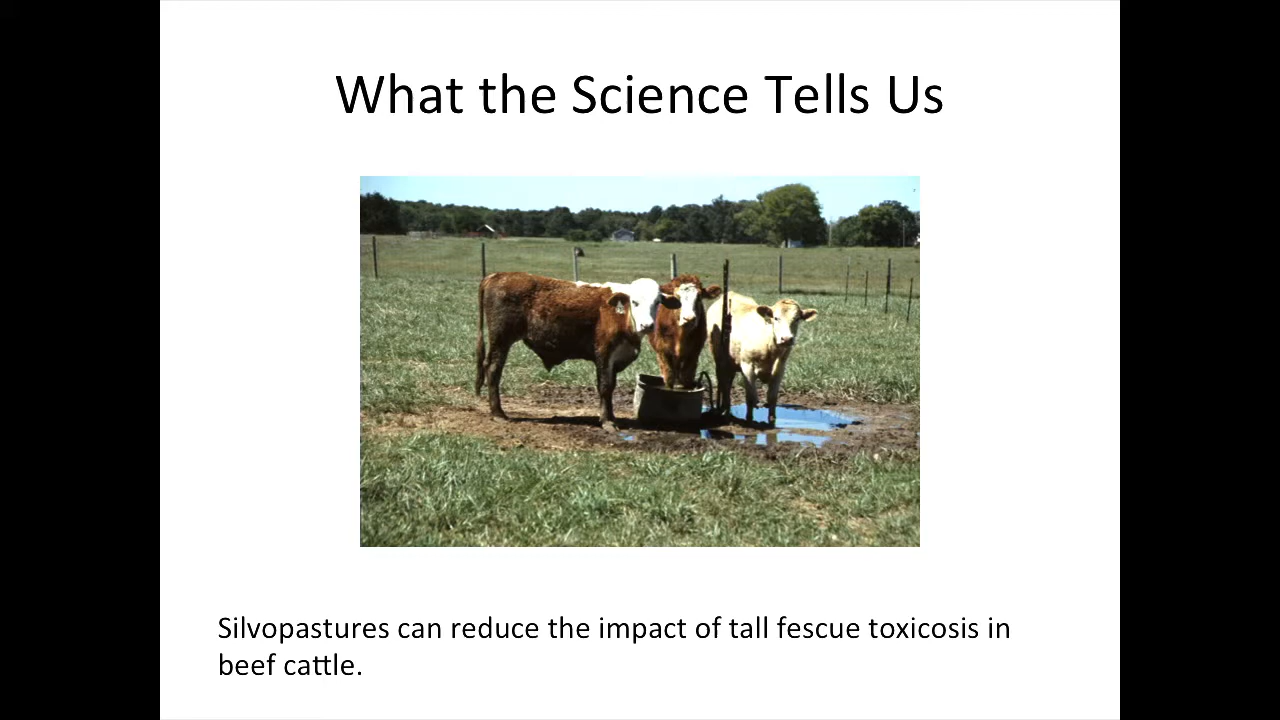 What the Science Tells Us
Silvopastures can reduce the impact of tall fescue toxicosis in
beef cattle.